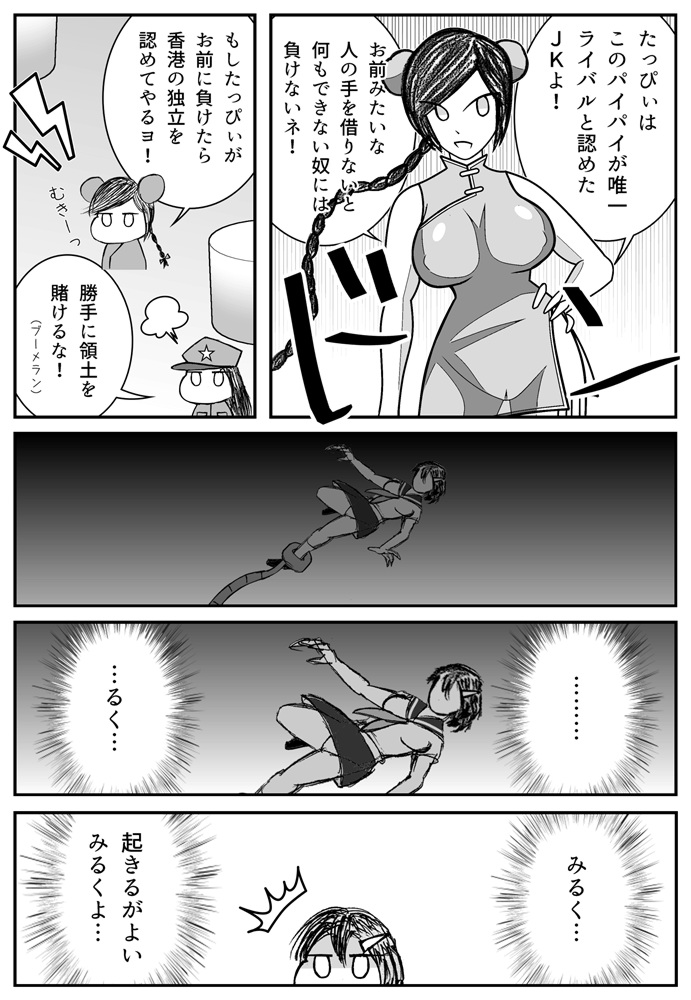 たっぴぃは
このパイパイが唯一
ライバルと認めた
ＪＫよ！
お前みたいな
人の手を借りないと
何もできない奴には
負けないネ！
ドーン
もしたっぴぃが
お前に負けたら
香港の独立を
認めてやるヨ！
むきーっ
勝手に領土を
賭けるな！
（ブーメラン）
…………
…るく…
みるく…
起きるがよい
みるくよ…